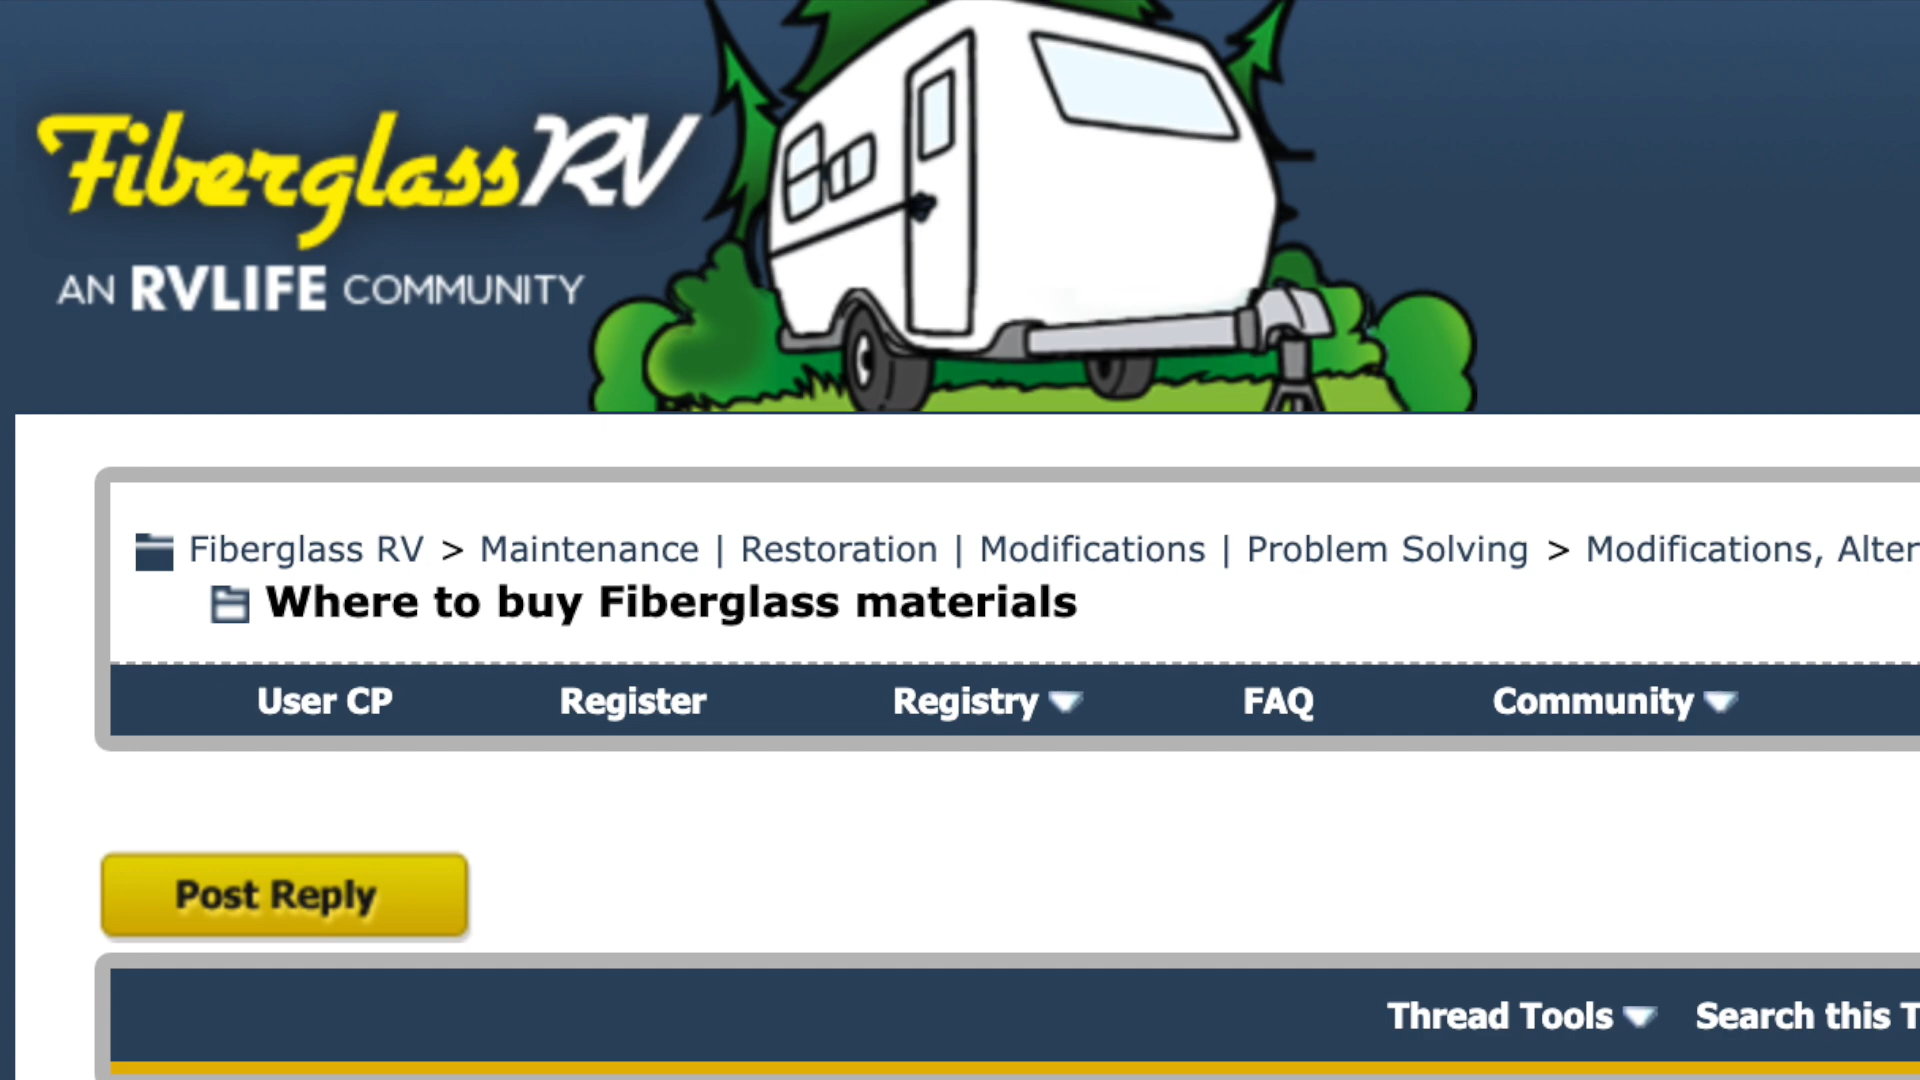 FiberglassRV
AN RVLIFE COMMUNITY
Fiberglass RV > Maintenance | Restoration | Modifications | Problem Solving > Modifications, Alter
Where to buy Fiberglass materials
User CP Register Registry FAQ Community
Post Reply
Thread Tools Search this T